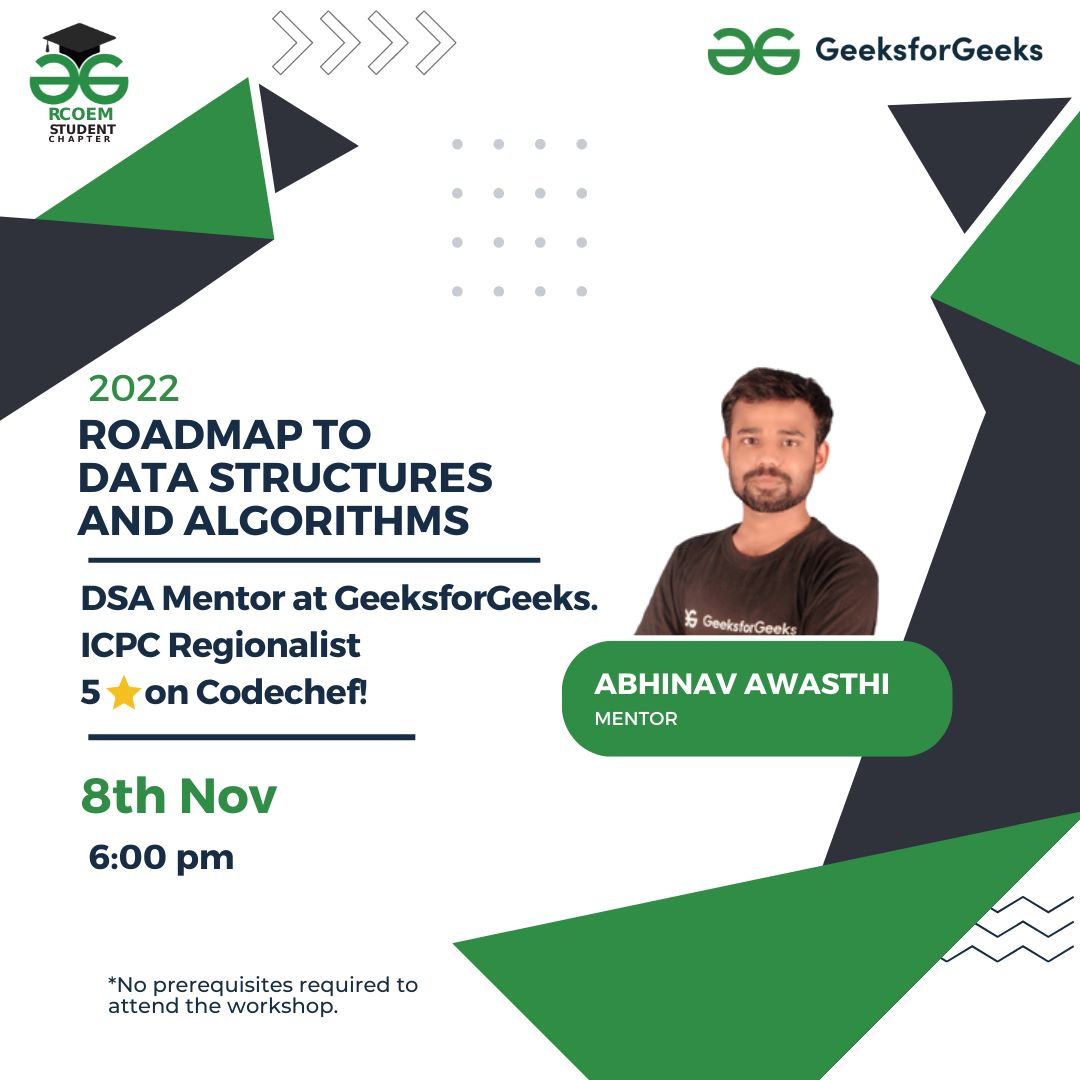 RCOEM
STUDENT
CHAPTER
GeeksforGeeks
2022
ROADMAP TO
DATA STRUCTURES
AND ALGORITHMS
DSA Mentor at GeeksforGeeks.
ICPC Regionalist
5 ⭐ on Codechef!
GeeksforGeeks
ABHINAV AWASTHI
MENTOR
8th Nov
6:00 pm
*No prerequisites required to
attend the workshop.